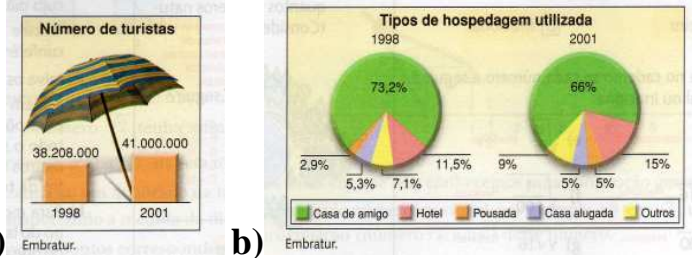 Número de turistas
38.208.000
41.000.000
1998
2001
)
Embratur.
b)
Tipos de hospedagem utilizada
1998
2001
73,2%
66%
2,9%
5,3%
7,1%
11,5%
9%
5%
5%
15%
Casa de amigo
Hotel
Pousada
Casa alugada
Outros
Embratur.